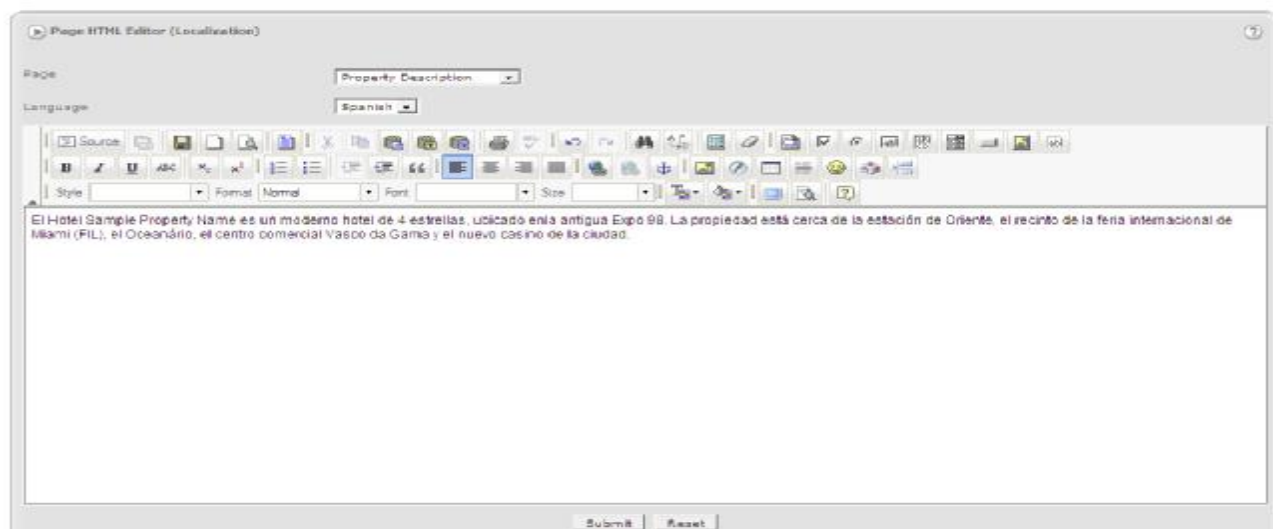 Page HTML Editor (Localization)
Page
Property Description
Language
Spanish
Source
B I U ABC
Style Format Normal Font Size
El Hotel Sample Property Name es un moderno hotel de 4 estrellas, ubicado enla antigua Expo 98. La propiedad está cerca de la estación de Oriente, el recinto de la feria internacional de
Miami (FIL), el Oceanário, el centro comercial Vasco da Gama y el nuevo casino de la ciudad.
Submit Reset